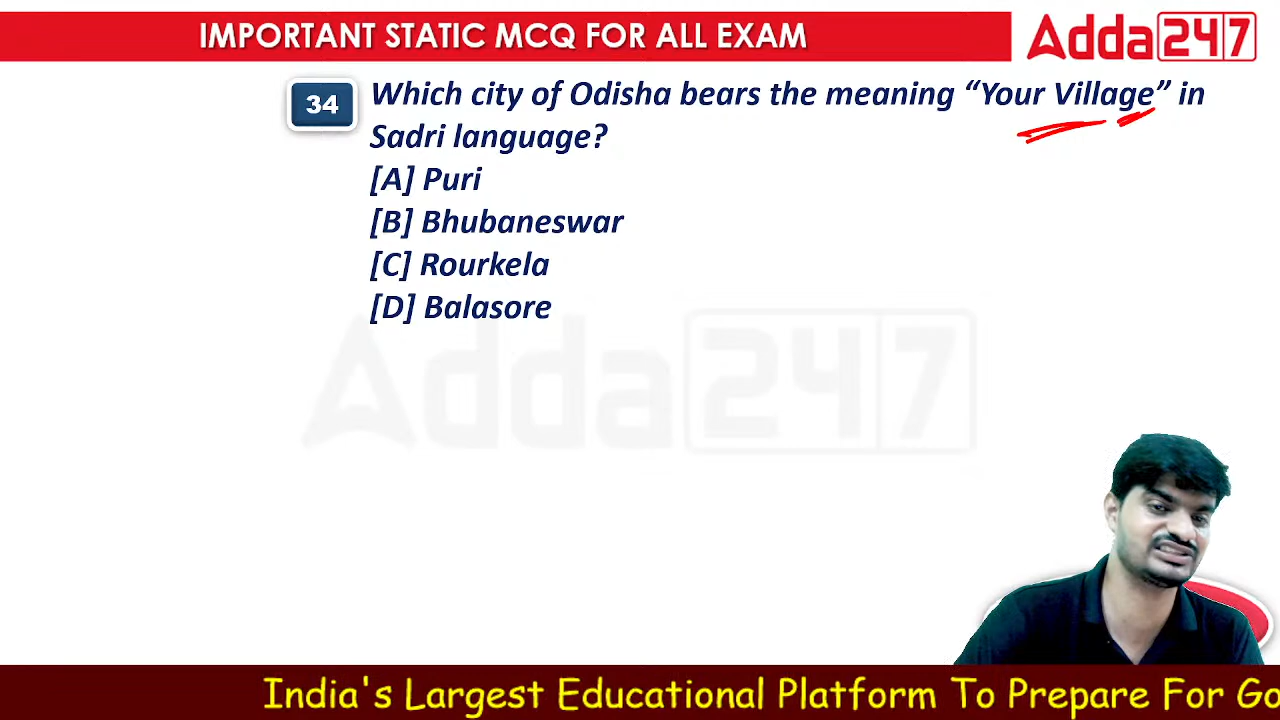 IMPORTANT STATIC MCQ FOR ALL EXAM
Adda247
34
Which city of Odisha bears the meaning “Your Village” in
Sadri language?
[A] Puri
[B] Bhubaneswar
[C] Rourkela
[D] Balasore
Adda247
India's Largest Educational Platform To Prepare For Go